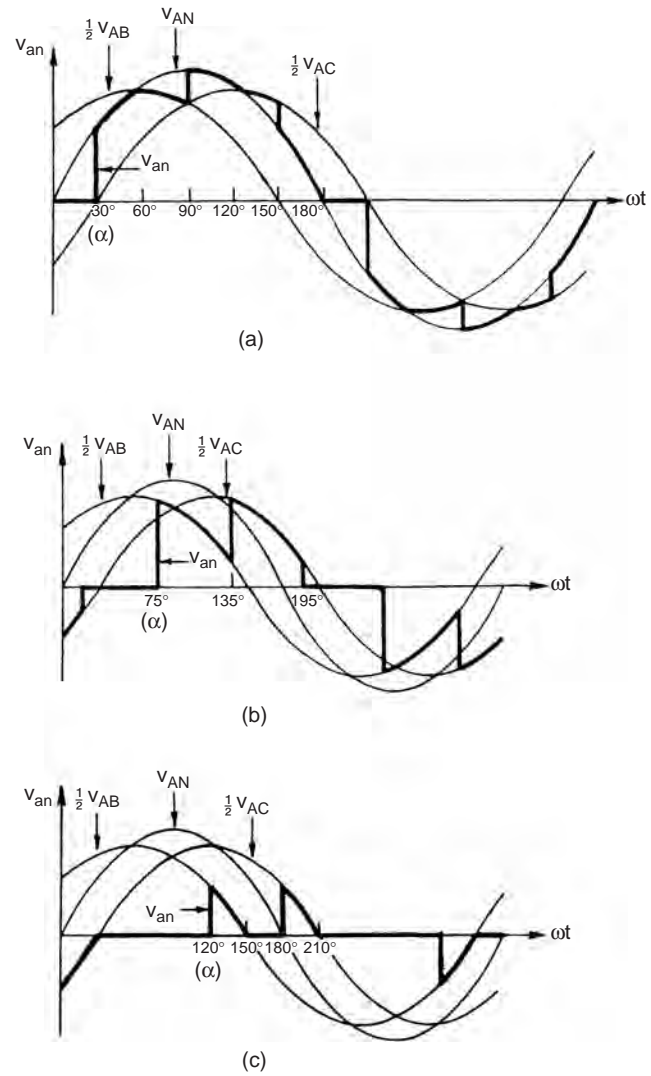 v_an ½ v_AB v_AN ½ v_AC
v_an
30° 60° 90° 120° 150° 180° ωt
(α)
(a)
v_an ½ v_AB v_AN ½ v_AC
v_an
75° 135° 195° ωt
(α)
(b)
v_an ½ v_AB v_AN ½ v_AC
v_an
120° 150° 180° 210° ωt
(α)
(c)